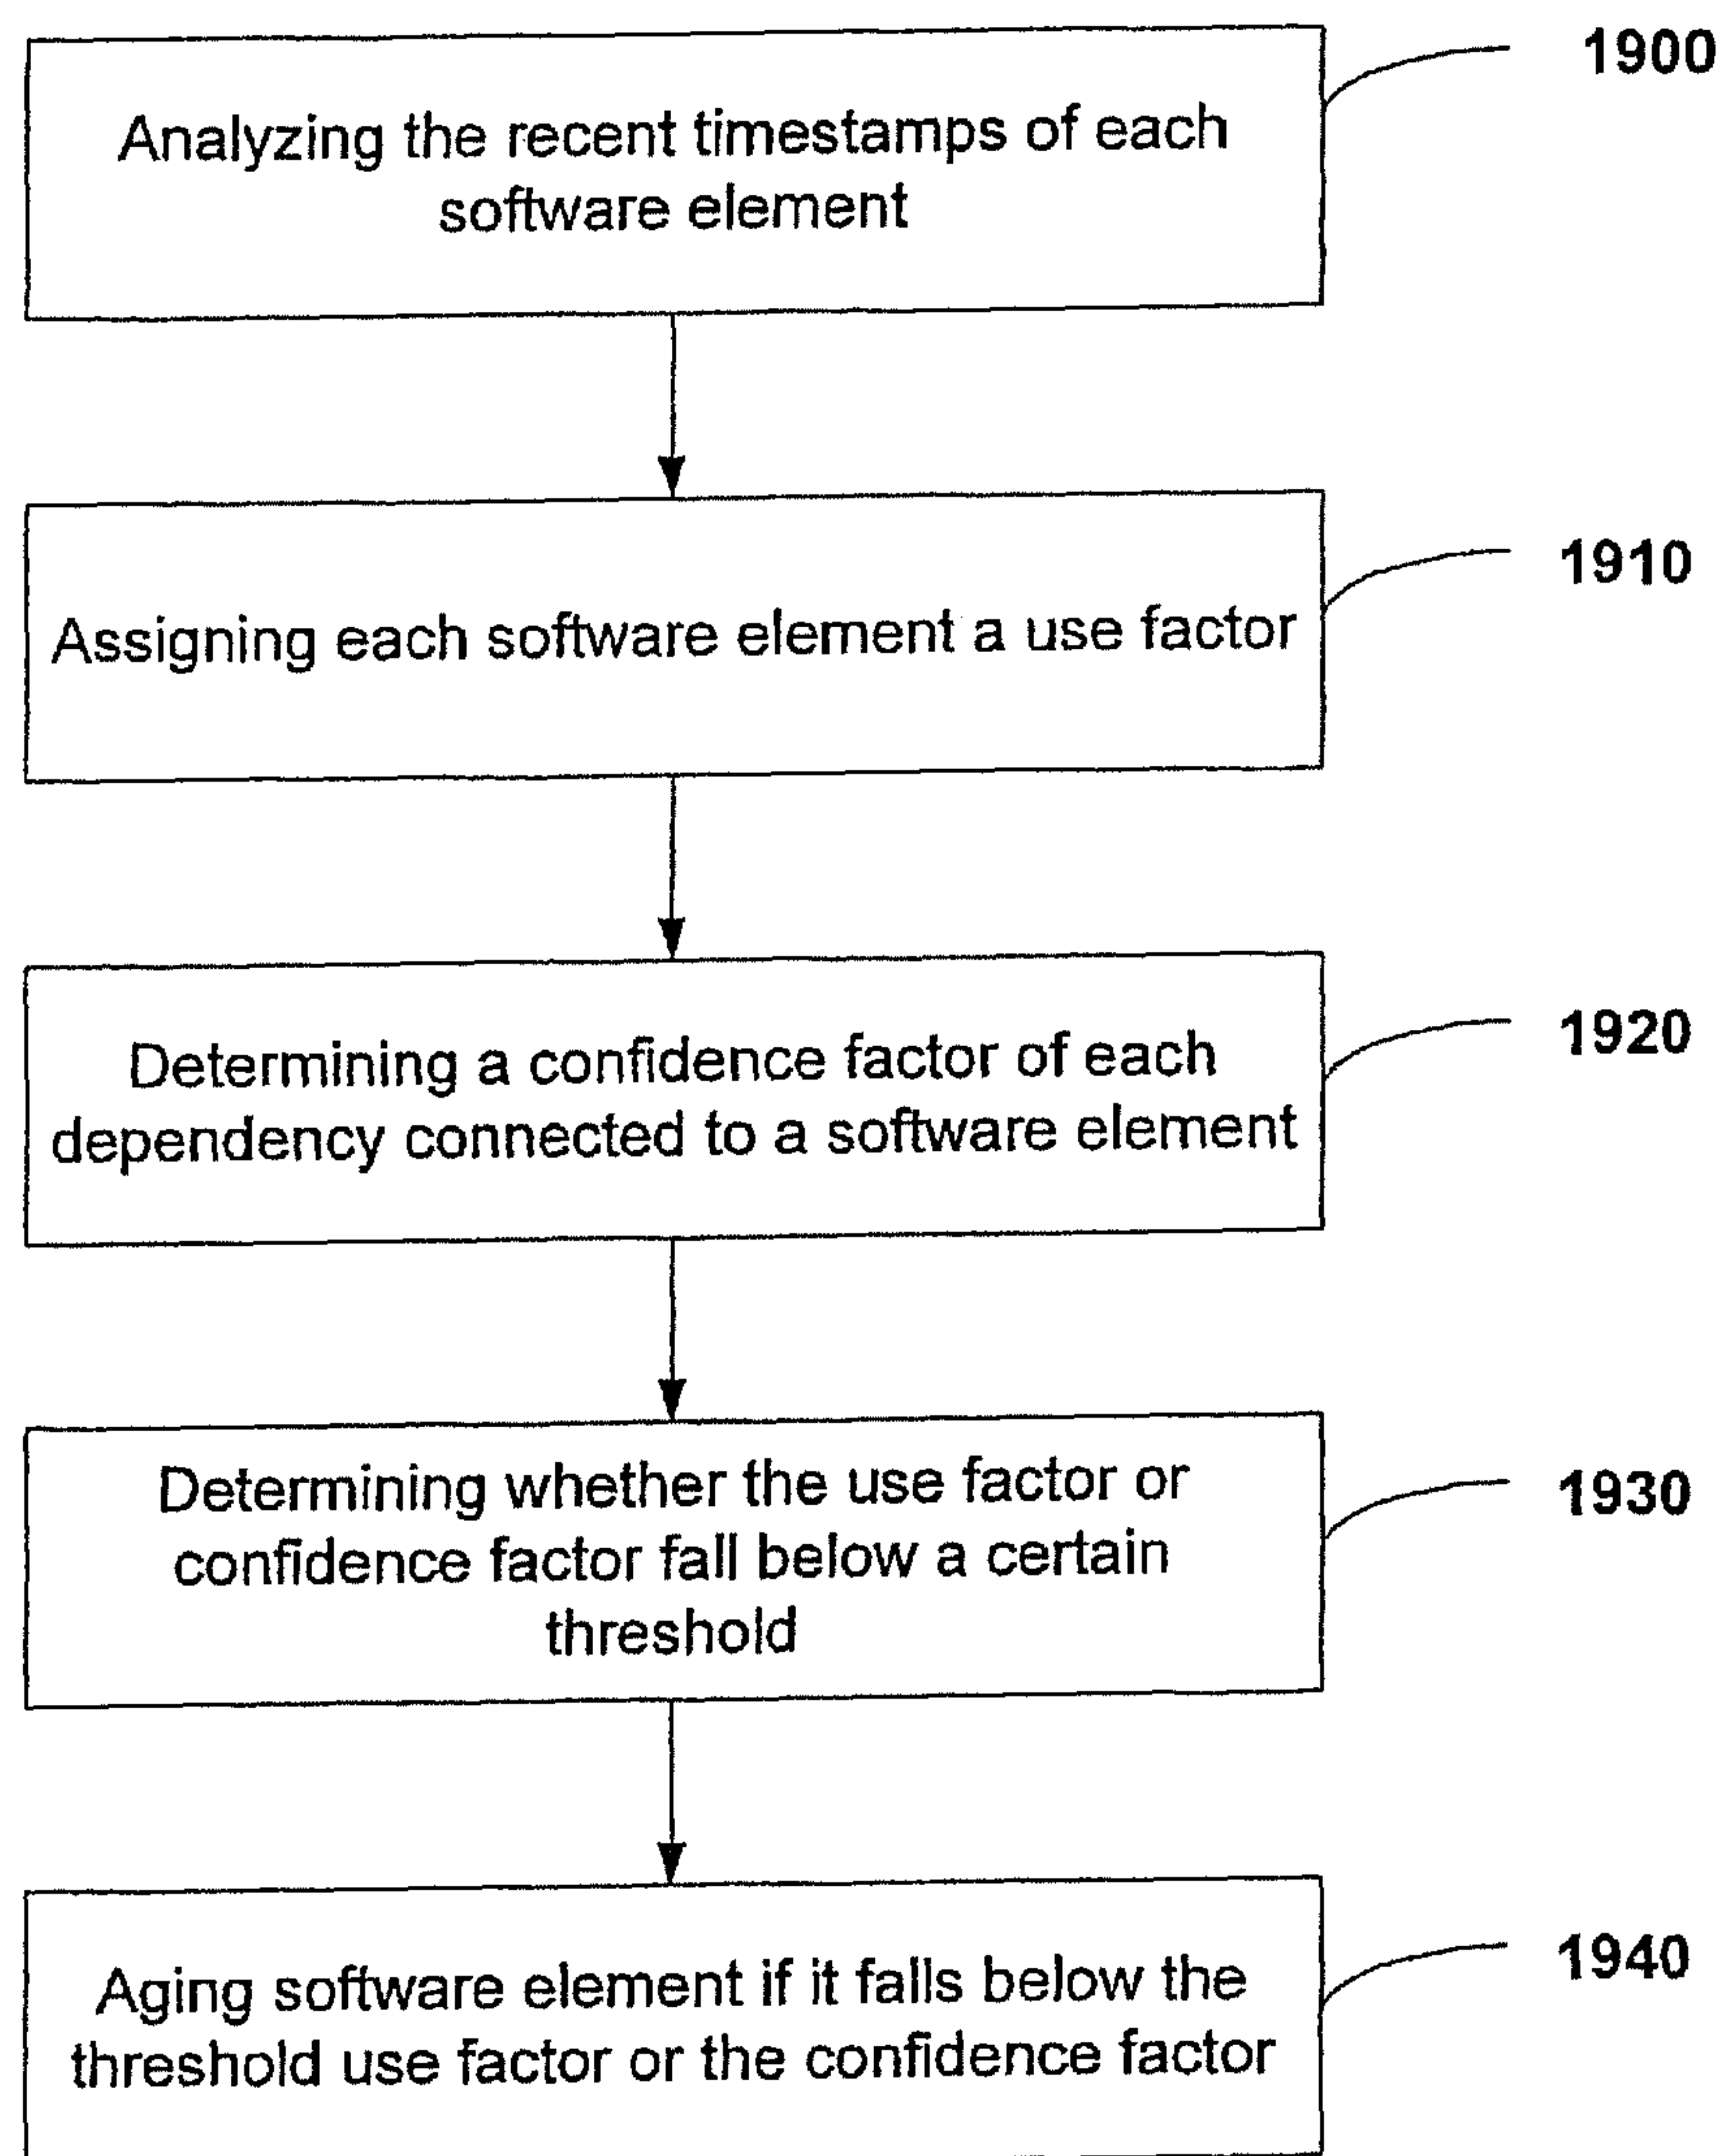 1900
Analyzing the recent timestamps of each
software element
1910
Assigning each software element a use factor
1920
Determining a confidence factor of each
dependency connected to a software element
1930
Determining whether the use factor or
confidence factor fall below a certain
threshold
1940
Aging software element if it falls below the
threshold use factor or the confidence factor